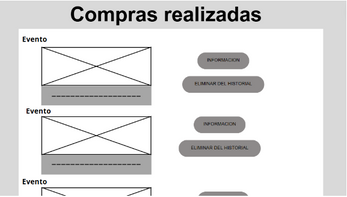 Compras realizadas
Evento
INFORMACION
ELIMINAR DEL HISTORIAL
Evento
INFORMACION
ELIMINAR DEL HISTORIAL
Evento